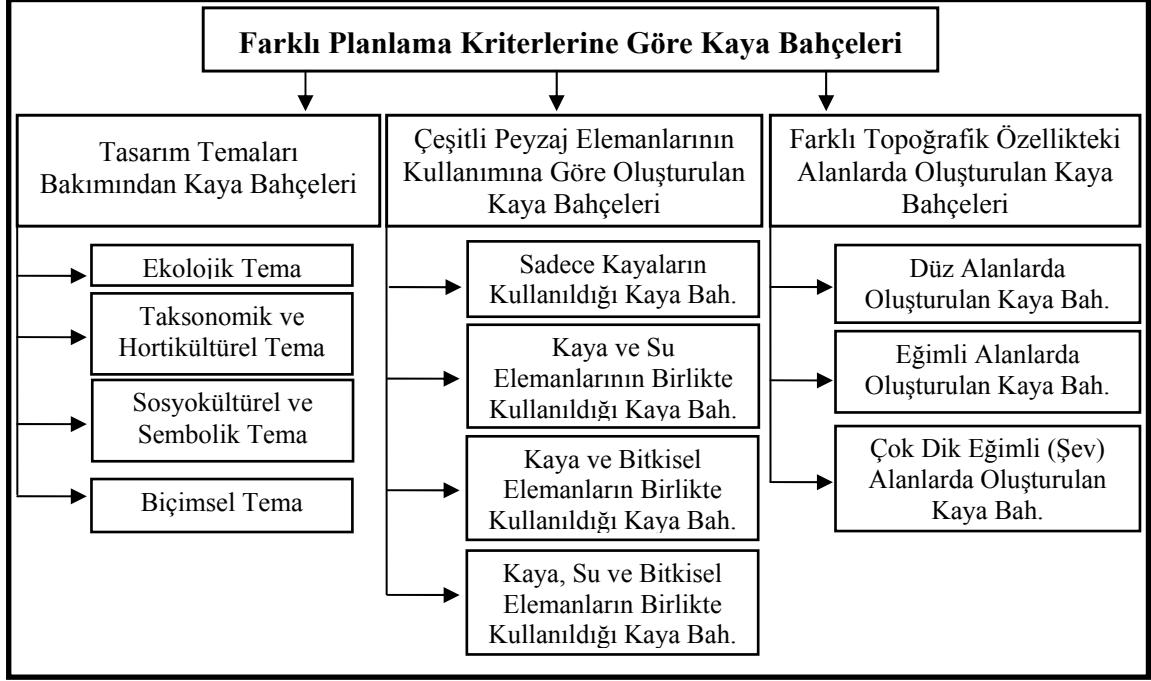 Farklı Planlama Kriterlerine Göre Kaya Bahçeleri
Tasarım Temaları
Bakımından Kaya Bahçeleri
Ekolojik Tema
Taksonomik ve
Hortikültürel Tema
Sosyokültürel ve
Sembolik Tema
Biçimsel Tema
Çeşitli Peyzaj Elemanlarının
Kullanımına Göre Oluşturulan
Kaya Bahçeleri
Sadece Kayaların
Kullanıldığı Kaya Bah.
Kaya ve Su
Elemanlarının Birlikte
Kullanıldığı Kaya Bah.
Kaya ve Bitkisel
Elemanların Birlikte
Kullanıldığı Kaya Bah.
Kaya, Su ve Bitkisel
Elemanların Birlikte
Kullanıldığı Kaya Bah.
Farklı Topoğrafik Özellikteki
Alanlarda Oluşturulan Kaya
Bahçeleri
Düz Alanlarda
Oluşturulan Kaya Bah.
Eğimli Alanlarda
Oluşturulan Kaya Bah.
Çok Dik Eğimli (Şev)
Alanlarda Oluşturulan
Kaya Bah.